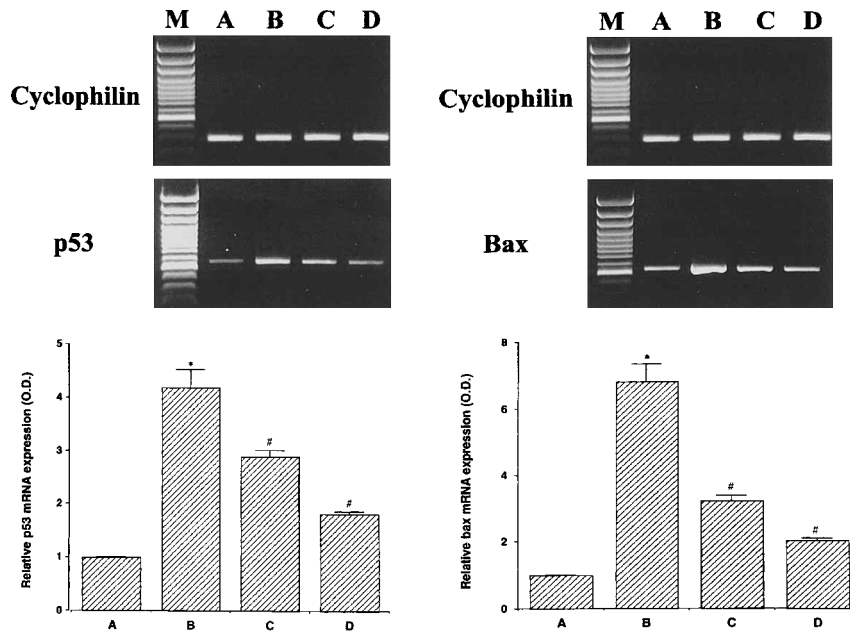 M A B C D
Cyclophilin
p53
Relative p53 mRNA expression (O.D.)
5
4
3
2
1
0
*
#
#
A B C D
M A B C D
Cyclophilin
Bax
Relative bax mRNA expression (O.D.)
8
6
4
2
0
*
#
#
A B C D